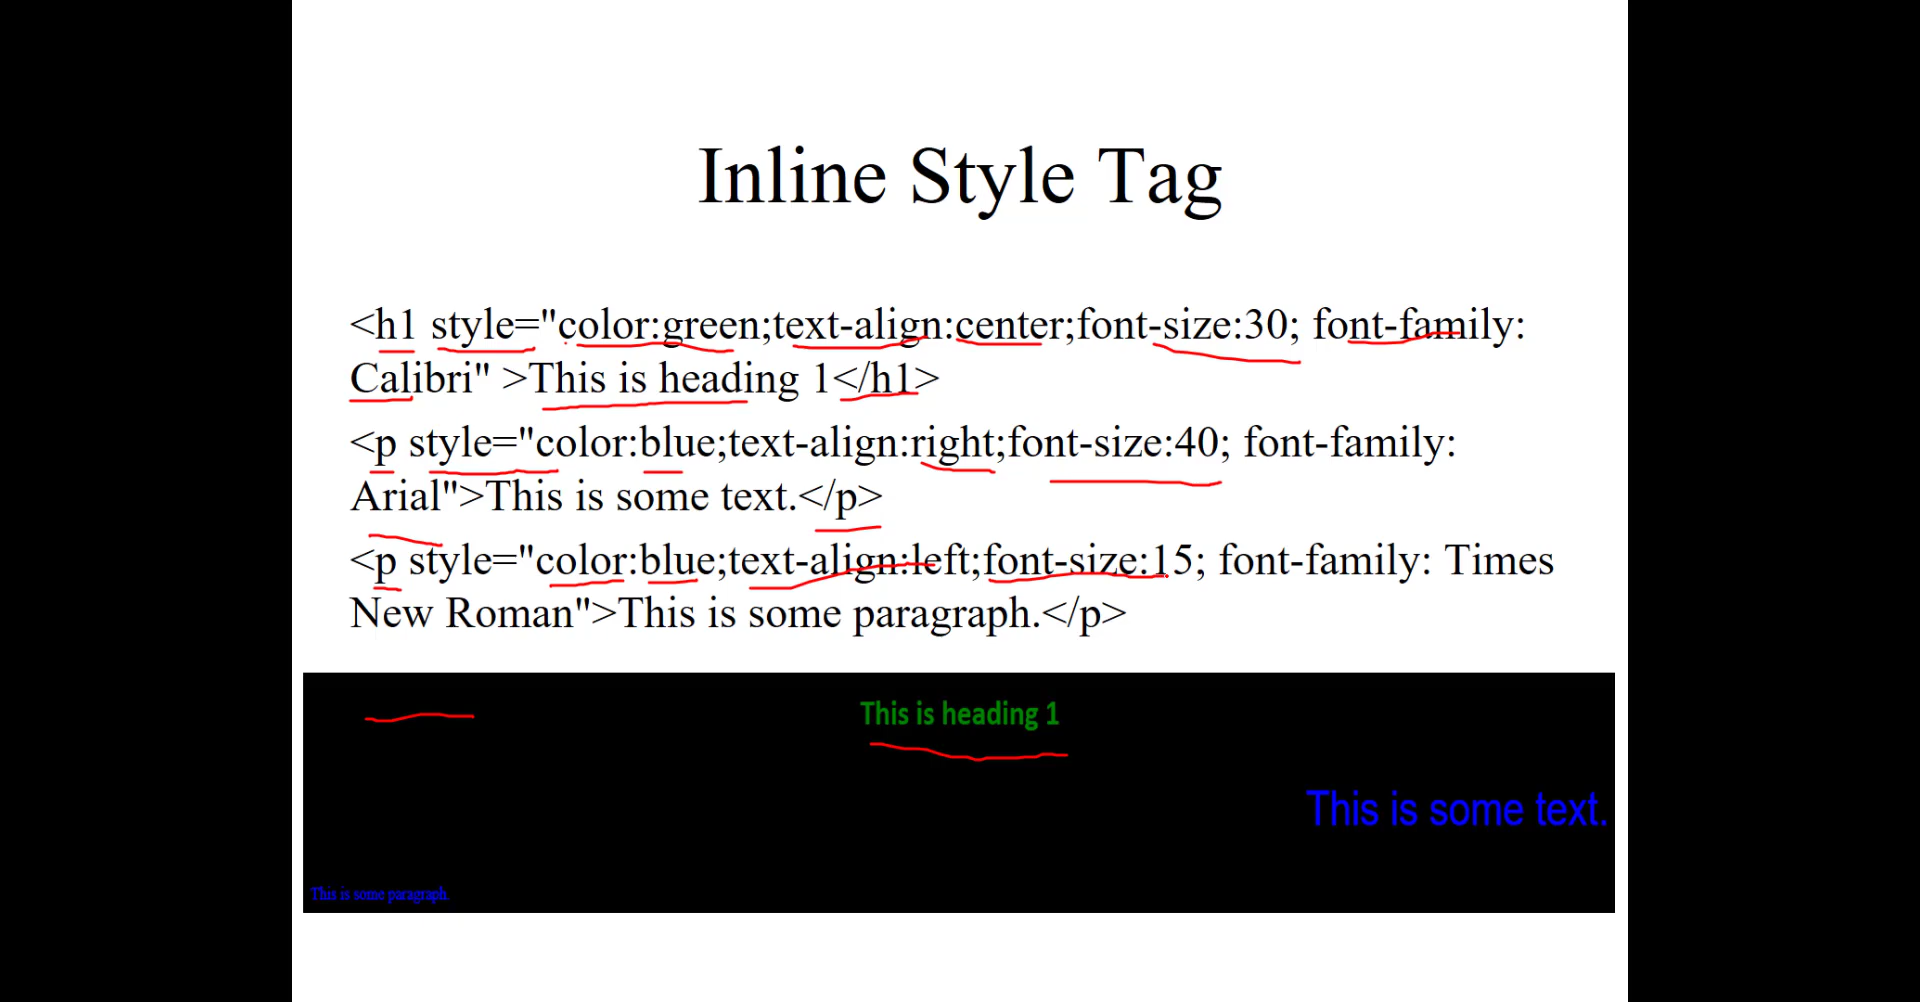 Inline Style Tag
<h1 style="color:green;text-align:center;font-size:30; font-family:
Calibri" >This is heading 1</h1>
<p style="color:blue;text-align:right;font-size:40; font-family:
Arial">This is some text.</p>
<p style="color:blue;text-align:left;font-size:15; font-family: Times
New Roman">This is some paragraph.</p>
This is heading 1
This is some text.
This is some paragraph.